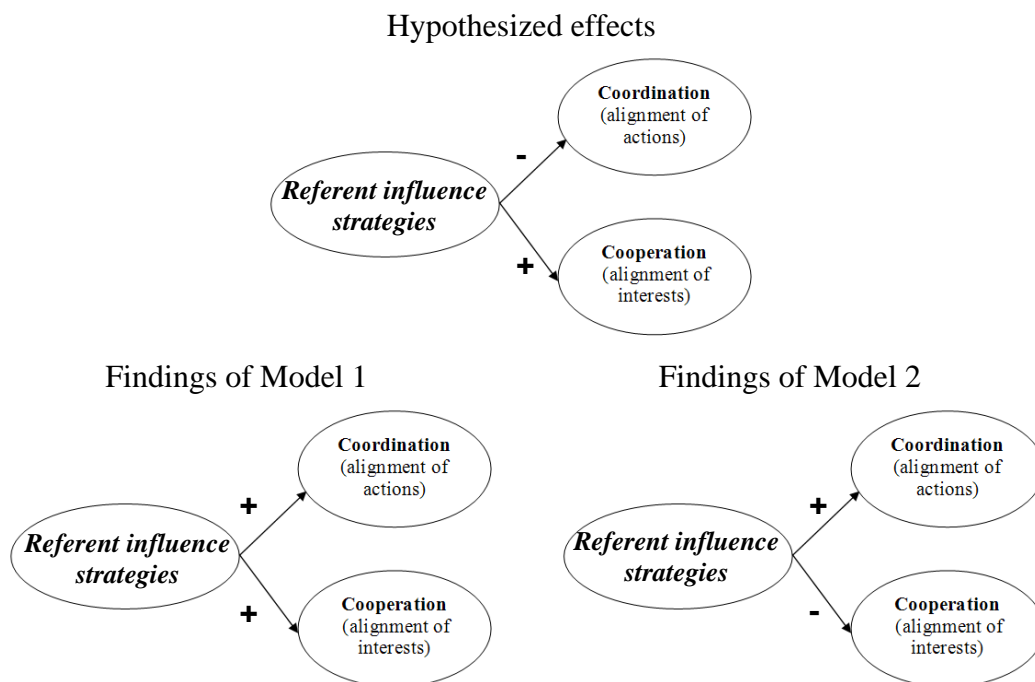 Hypothesized effects
Coordination
(alignment of
actions)
-
Referent influence
strategies
+
Cooperation
(alignment of
interests)
Findings of Model 1
Coordination
(alignment of
actions)
+
Referent influence
strategies
+
Cooperation
(alignment of
interests)
Findings of Model 2
Coordination
(alignment of
actions)
+
Referent influence
strategies
-
Cooperation
(alignment of
interests)